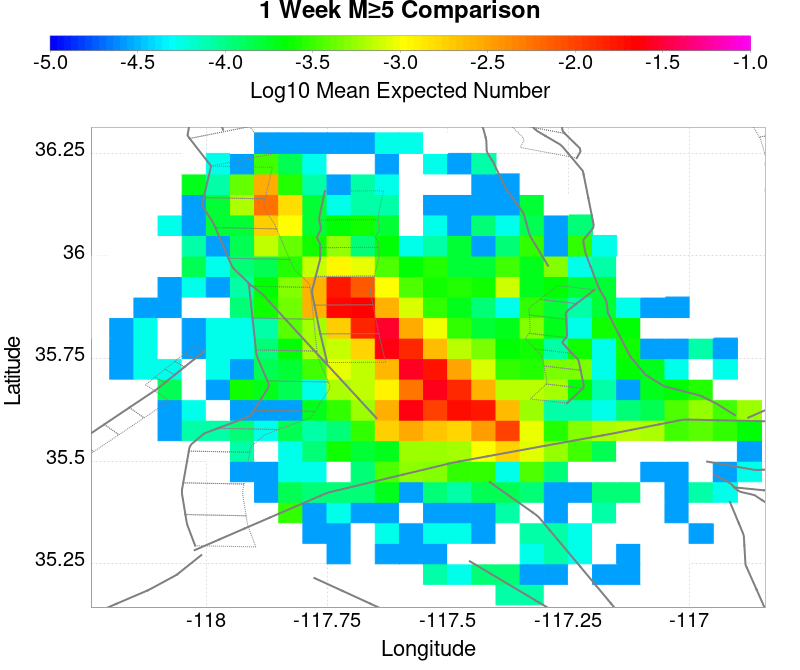 1 Week M≥5 Comparison
-5.0 -4.5 -4.0 -3.5 -3.0 -2.5 -2.0 -1.5 -1.0
Log10 Mean Expected Number
36.25
36
35.75
35.5
35.25
Latitude
-118 -117.75 -117.5 -117.25 -117
Longitude